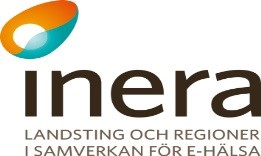 inera
LANDSTING OCH REGIONER
I SAMVERKAN FÖR E-HÄLSA